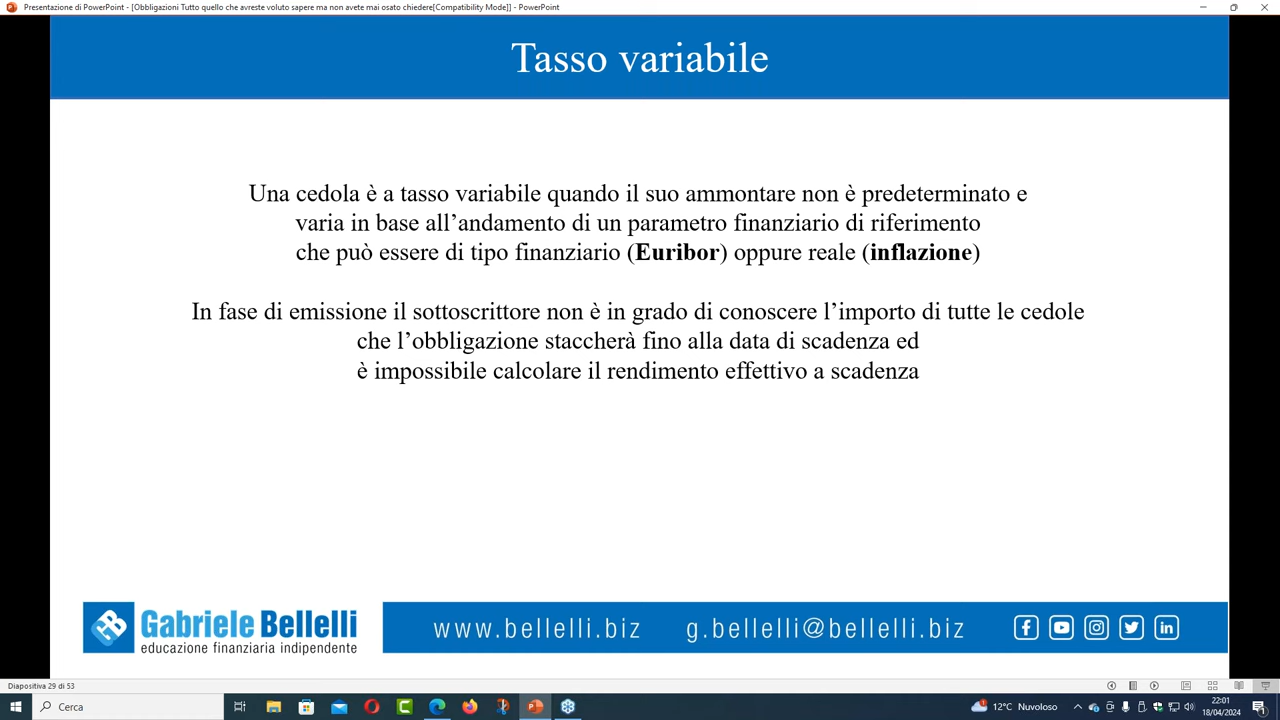 Presentazione di PowerPoint - [Obbligazioni Tutto quello che avreste voluto sapere ma non avete mai osato chiedere[Compatibility Mode]] - PowerPoint
Tasso variabile
Una cedola è a tasso variabile quando il suo ammontare non è predeterminato e
varia in base all’andamento di un parametro finanziario di riferimento
che può essere di tipo finanziario (Euribor) oppure reale (inflazione)
In fase di emissione il sottoscrittore non è in grado di conoscere l’importo di tutte le cedole
che l’obbligazione staccherà fino alla data di scadenza ed
è impossibile calcolare il rendimento effettivo a scadenza
Gabriele Bellelli
educazione finanziaria indipendente
www.bellelli.biz g.bellelli@bellelli.biz
Diapositiva 29 di 53
Cerca
12°C Nuvoloso
22:01
18/04/2024